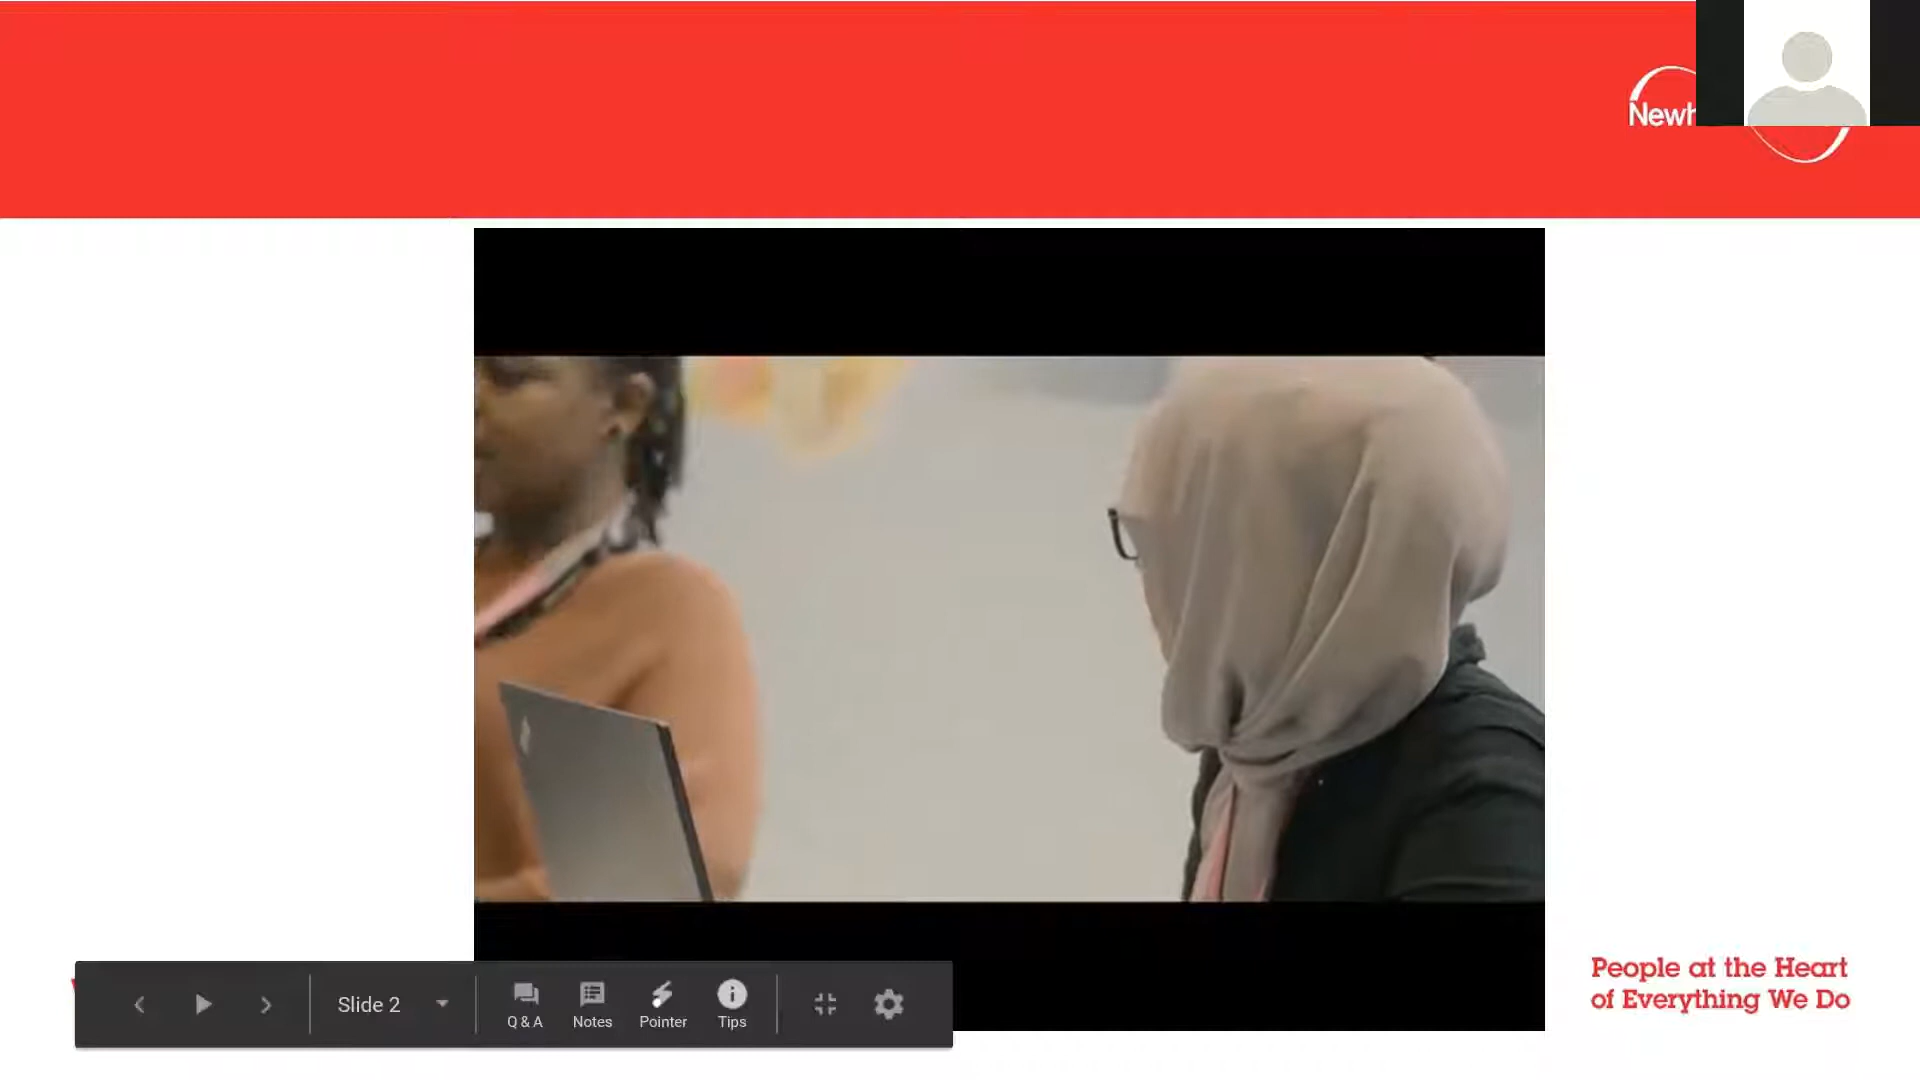 Newh
People at the Heart
of Everything We Do
Slide 2
Q & A
Notes
Pointer
Tips